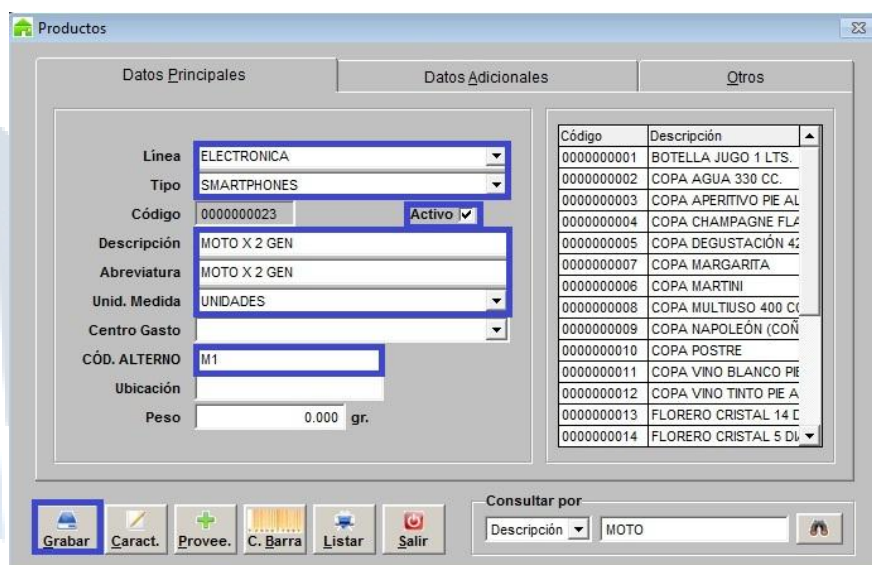 Productos
Datos Principales
Datos Adicionales
Otros
Línea ELECTRONICA
Tipo SMARTPHONES
Código 0000000023 Activo
Descripción MOTO X 2 GEN
Abreviatura MOTO X 2 GEN
Unid. Medida UNIDADES
Centro Gasto
CÓD. ALTERNO M1
Ubicación
Peso 0.000 gr.
Código Descripción
0000000001 BOTELLA JUGO 1 LTS.
0000000002 COPA AGUA 330 CC.
0000000003 COPA APERITIVO PIE AL
0000000004 COPA CHAMPAGNE FLA
0000000005 COPA DEGUSTACIÓN 42
0000000007 COPA MARGARITA
0000000006 COPA MARTINI
0000000008 COPA MULTIUSO 400 CC
0000000009 COPA NAPOLEÓN (COÑ
0000000010 COPA POSTRE
0000000011 COPA VINO BLANCO PIE
0000000012 COPA VINO TINTO PIE A
0000000013 FLORERO CRISTAL 14 D
0000000014 FLORERO CRISTAL 5 DI
Grabar
Caract.
Provee.
C. Barra
Listar
Salir
Consultar por
Descripción MOTO